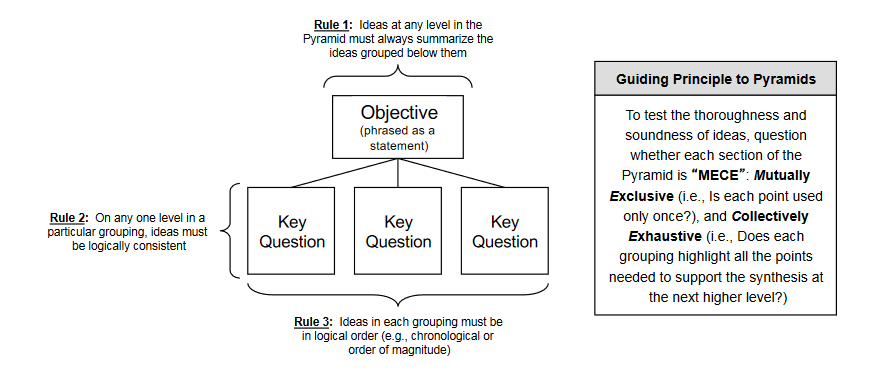 Rule 1: Ideas at any level in the
Pyramid must always summarize the
ideas grouped below them
Objective
(phrased as a
statement)
Rule 2: On any one level in a
particular grouping, ideas must
be logically consistent
Key
Question
Key
Question
Key
Question
Rule 3: Ideas in each grouping must be
in logical order (e.g., chronological or
order of magnitude)
Guiding Principle to Pyramids
To test the thoroughness and
soundness of ideas, question
whether each section of the
Pyramid is “MECE”: Mutually
Exclusive (i.e., Is each point used
only once?), and Collectively
Exhaustive (i.e., Does each
grouping highlight all the points
needed to support the synthesis at
the next higher level?)